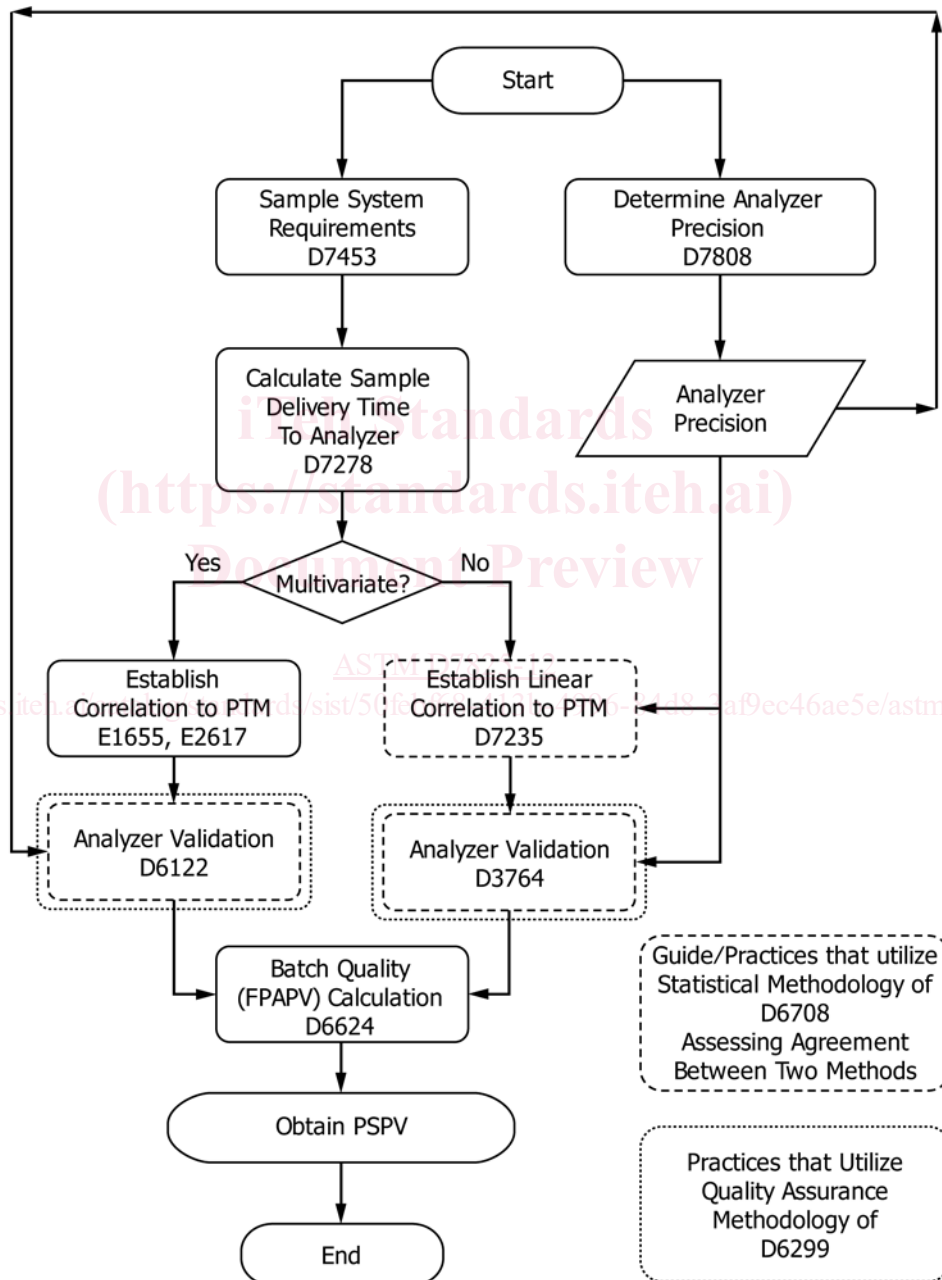 Start
Sample System
Requirements
D7453
Determine Analyzer
Precision
D7808
Calculate Sample
Delivery Time
To Analyzer
D7278
Analyzer
Precision
iTeh Standards
(https://standards.iteh.ai)
Document Preview
Yes
Multivariate?
No
Establish
Correlation to PTM
E1655, E2617
Establish Linear
Correlation to PTM
D7235
ASTM
Analyzer Validation
D6122
Analyzer Validation
D3764
Batch Quality
(FPAPV) Calculation
D6624
Guide/Practices that utilize
Statistical Methodology of
D6708
Assessing Agreement
Between Two Methods
Obtain PSPV
Practices that Utilize
Quality Assurance
Methodology of
D6299
End